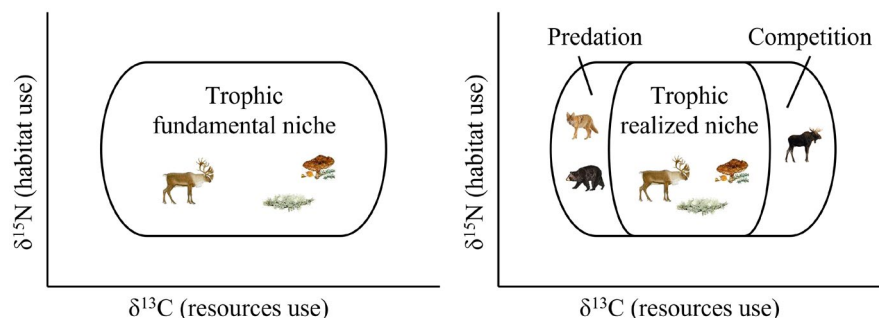 Trophic
fundamental niche
δ¹⁵N (habitat use)
δ¹³C (resources use)
Predation
Competition
Trophic
realized niche
δ¹⁵N (habitat use)
δ¹³C (resources use)